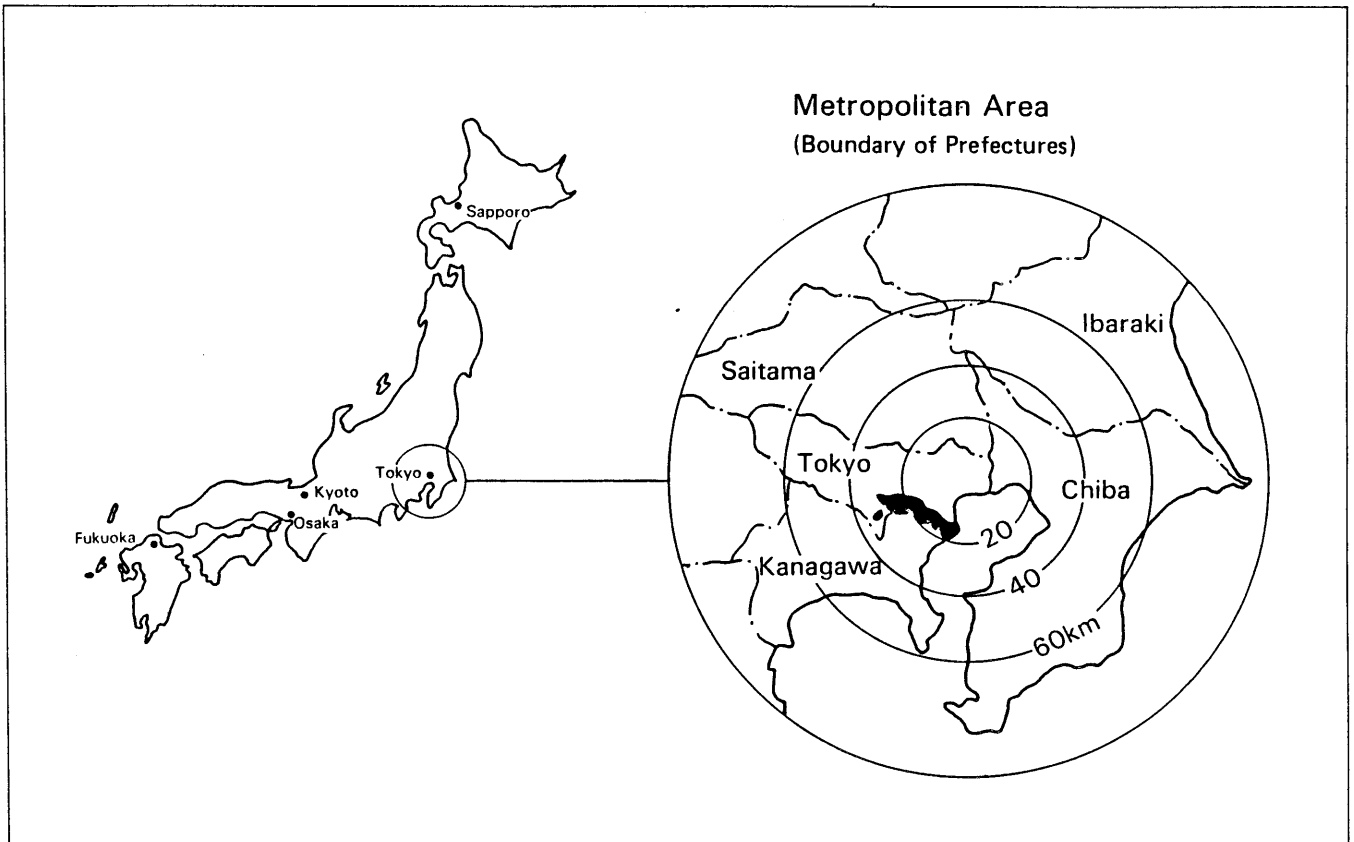 Metropolitan Area
(Boundary of Prefectures)
Sapporo
Tokyo
Kyoto
Osaka
Fukuoka
Ibaraki
Saitama
Tokyo
Chiba
Kanagawa
20
40
60km